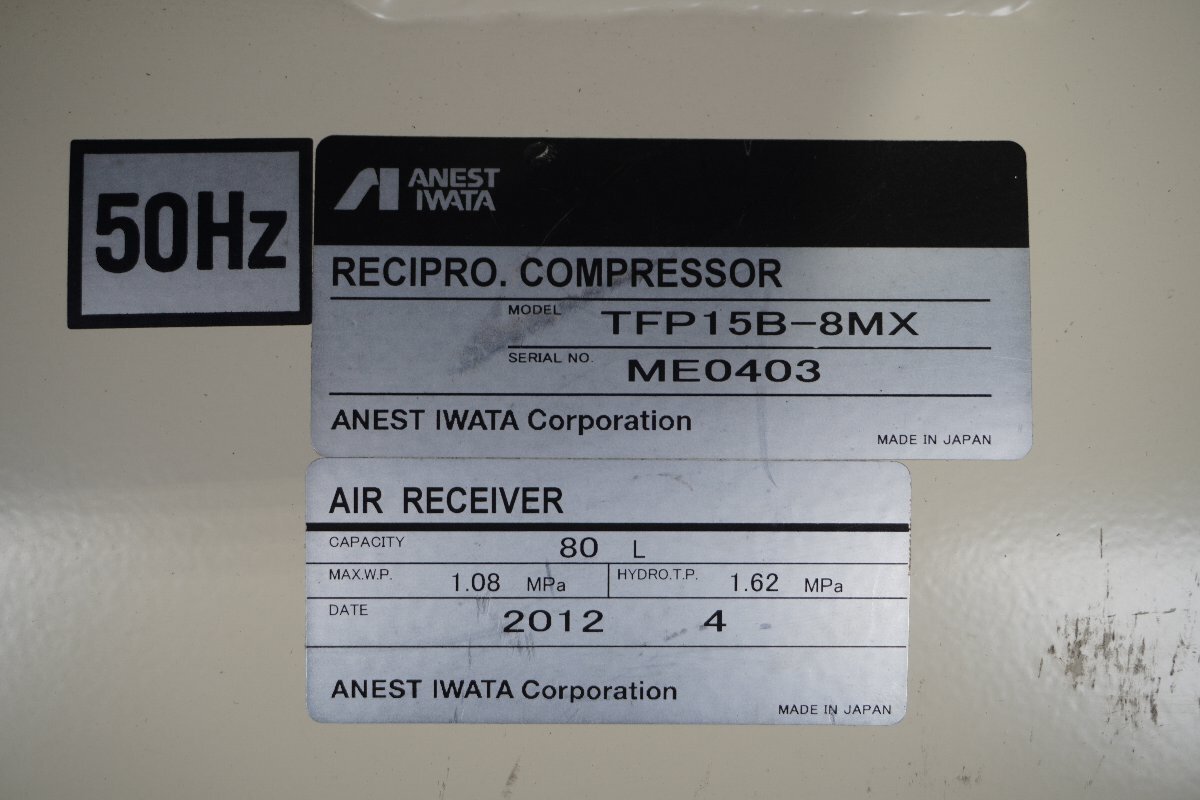 50Hz
ANEST
IWATA
RECIPRO. COMPRESSOR
MODEL TFP15B-8MX
SERIAL NO. ME0403
ANEST IWATA Corporation
MADE IN JAPAN
AIR RECEIVER
CAPACITY 80 L
MAX.W.P. 1.08 MPa HYDRO.T.P. 1.62 MPa
DATE 2012 4
ANEST IWATA Corporation
MADE IN JAPAN